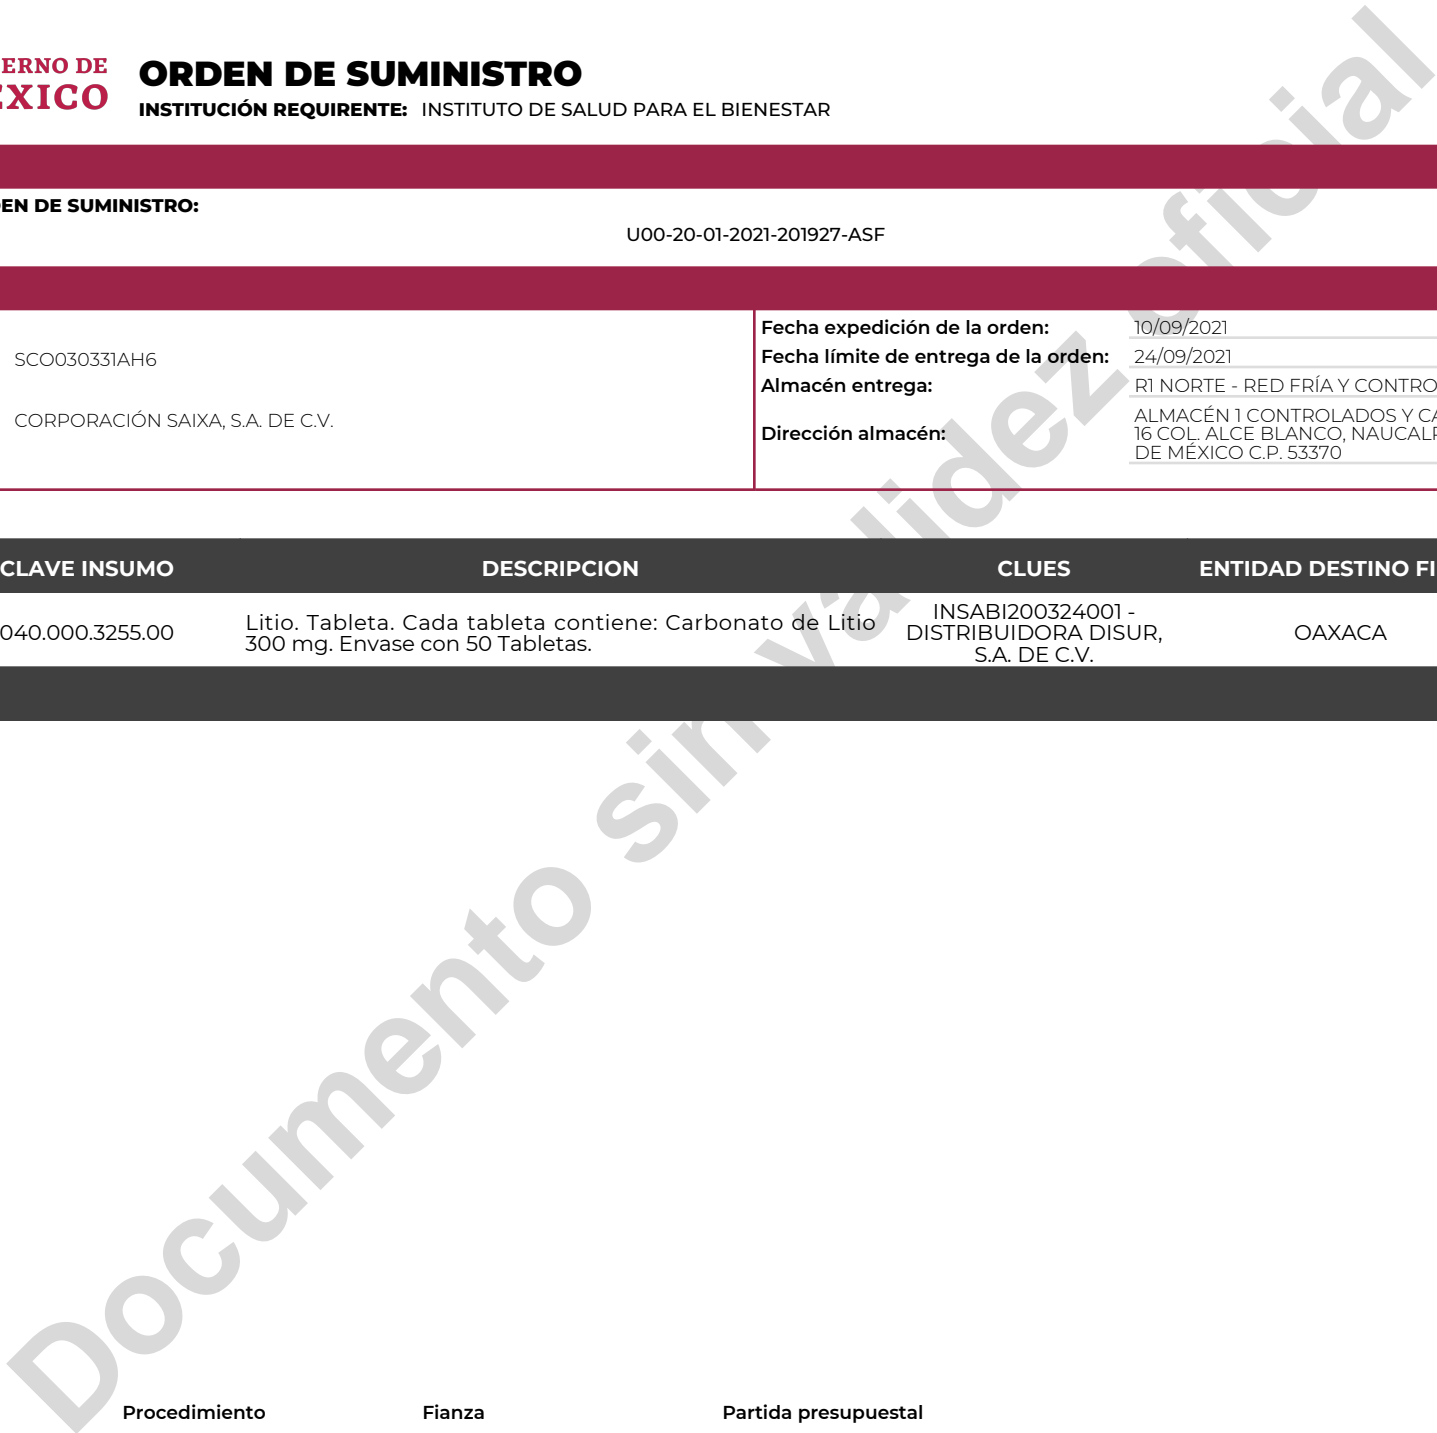 ERNO DE
EXICO
ORDEN DE SUMINISTRO
INSTITUCIÓN REQUIRENTE: INSTITUTO DE SALUD PARA EL BIENESTAR
EN DE SUMINISTRO:
U00-20-01-2021-201927-ASF
SCO030331AH6
CORPORACIÓN SAIXA, S.A. DE C.V.
Fecha expedición de la orden: 10/09/2021
Fecha límite de entrega de la orden: 24/09/2021
Almacén entrega: R1 NORTE - RED FRÍA Y CONTRO
Dirección almacén:
ALMACÉN 1 CONTROLADOS Y CA
16 COL. ALCE BLANCO, NAUCALP
DE MÉXICO C.P. 53370
CLAVE INSUMO DESCRIPCION CLUES ENTIDAD DESTINO FI
040.000.3255.00
Litio. Tableta. Cada tableta contiene: Carbonato de Litio
300 mg. Envase con 50 Tabletas.
INSABI200324001 -
DISTRIBUIDORA DISUR,
S.A. DE C.V.
OAXACA
Documento sin validez oficial
Procedimiento Fianza Partida presupuestal